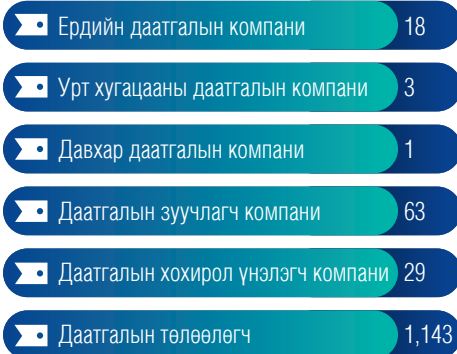 Ердийн даатгалын компани 18
Урт хугацааны даатгалын компани 3
Давхар даатгалын компани 1
Даатгалын зуучлагч компани 63
Даатгалын хохирол үнэлэгч компани 29
Даатгалын төлөөлөгч 1,143